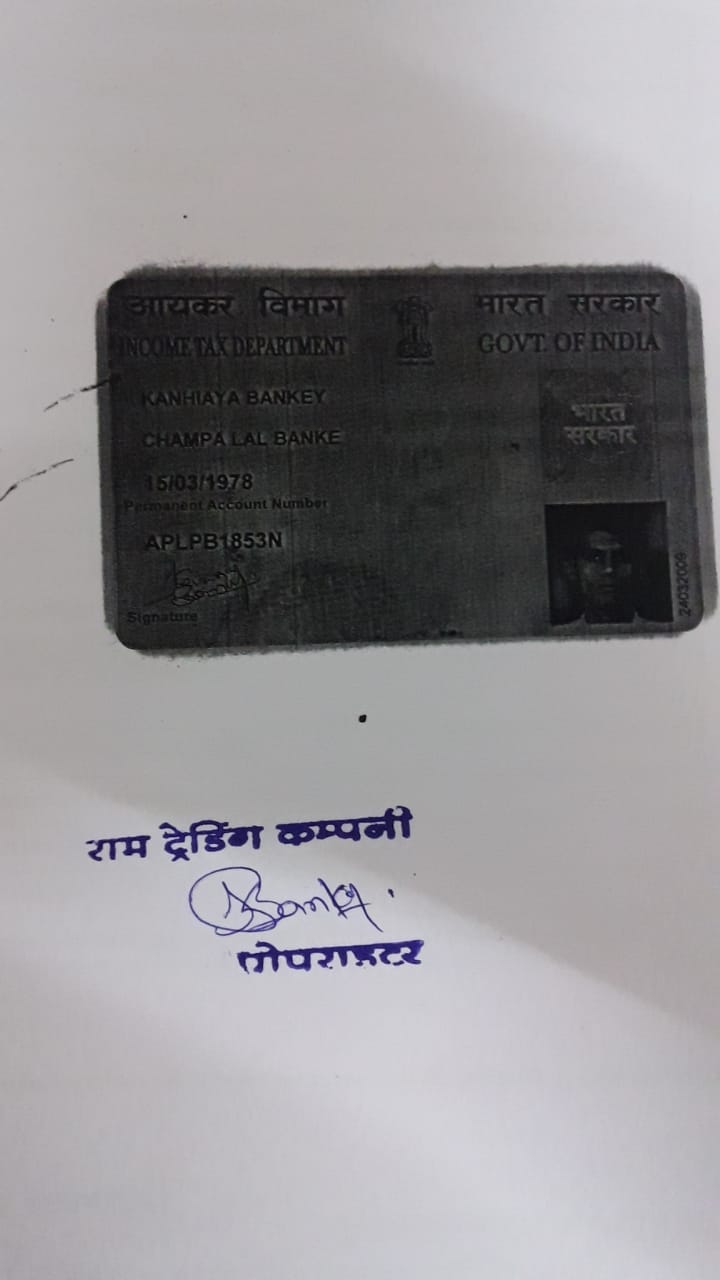 आयकर विभाग
भारत सरकार
INCOME TAX DEPARTMENT
GOVT. OF INDIA
KANHIAYA BANKEY
CHAMPA LAL BANKE
भारत
सरकार
15/03/1978
Permanent Account Number
APLPB1853N
Signature
24032009
राम ट्रेडिंग कम्पनी
प्रोपराइटर